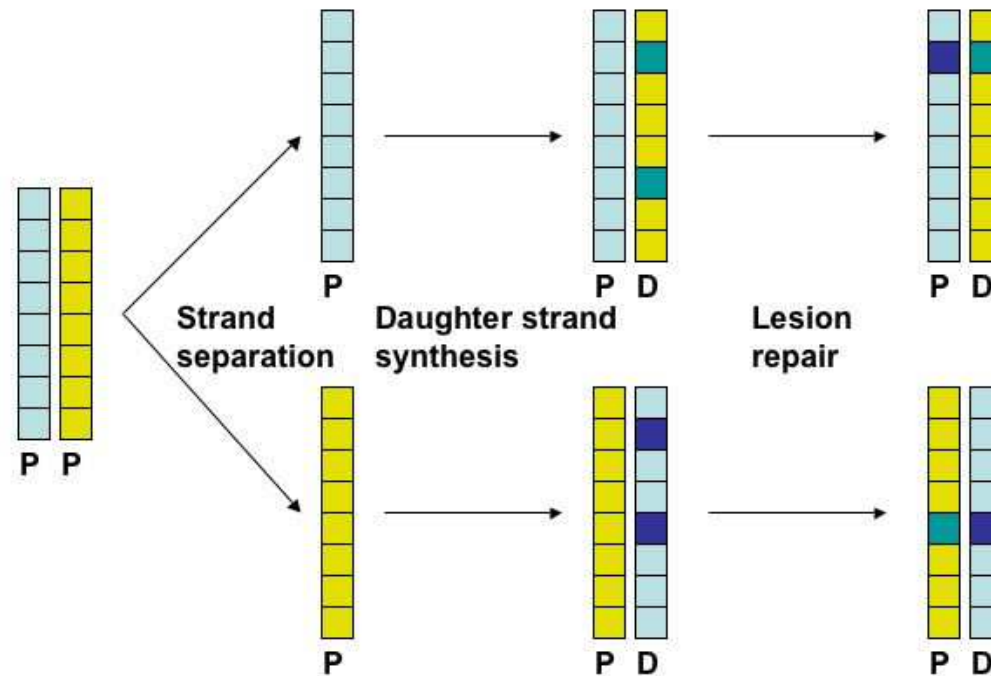 P
P D
P D
Strand separation
Daughter strand synthesis
Lesion repair
P P
P
P D
P D